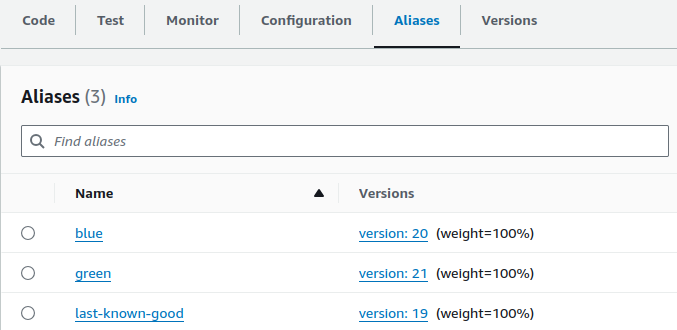 Code Test Monitor Configuration Aliases Versions
Aliases (3) Info
Find aliases
Name Versions
blue version: 20 (weight=100%)
green version: 21 (weight=100%)
last-known-good version: 19 (weight=100%)